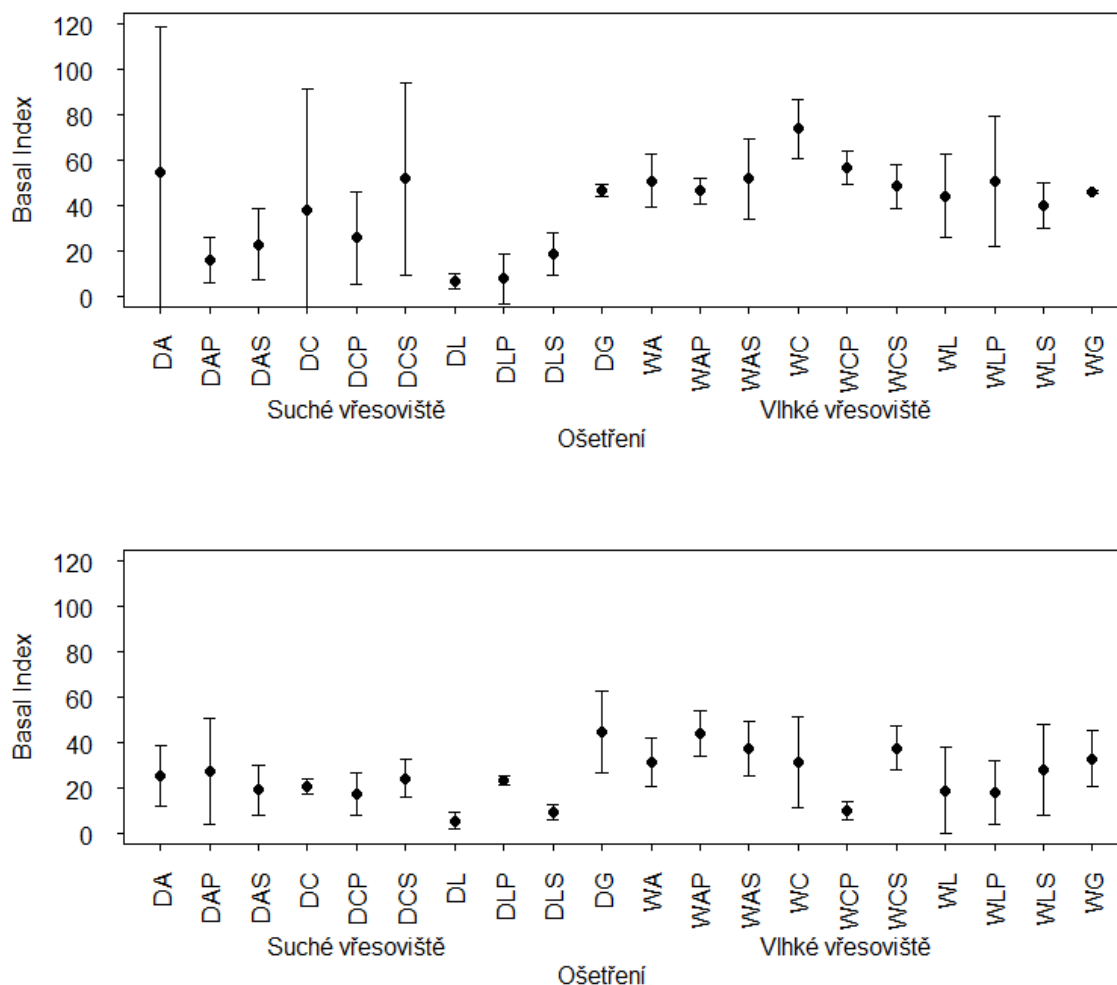 120
100
80
60
40
20
0
Basal Index
DA DAP DAS DC DCP DCS DL DLP DLS DG WA WAP WAS WC WCP WCS WL WLP WLS WG
Suché vřesoviště Vlhké vřesoviště
Ošetření
120
100
80
60
40
20
0
Basal Index
DA DAP DAS DC DCP DCS DL DLP DLS DG WA WAP WAS WC WCP WCS WL WLP WLS WG
Suché vřesoviště Vlhké vřesoviště
Ošetření